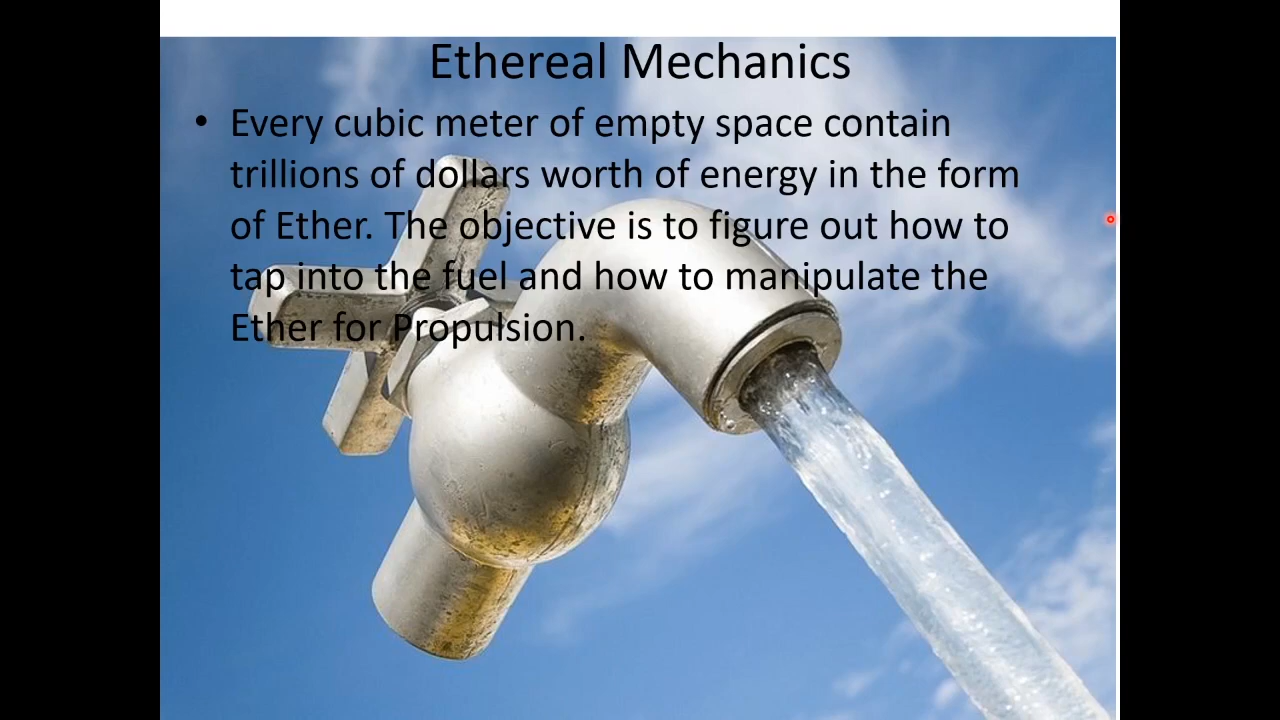 Ethereal Mechanics
• Every cubic meter of empty space contain
trillions of dollars worth of energy in the form
of Ether. The objective is to figure out how to
tap into the fuel and how to manipulate the
Ether for Propulsion.